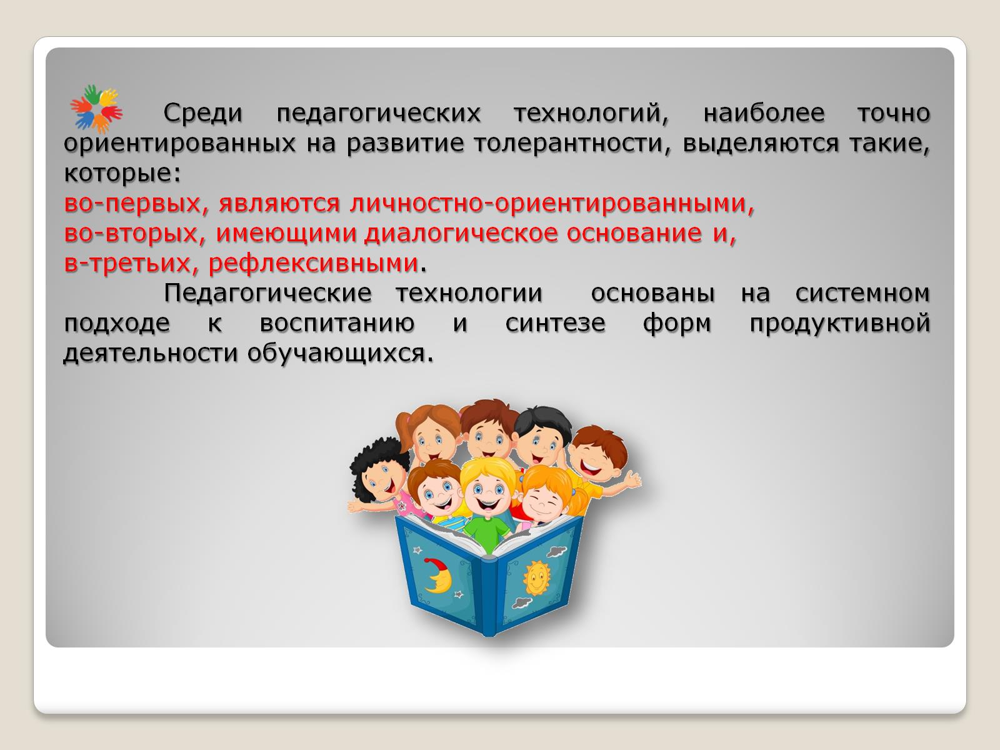 Среди педагогических технологий, наиболее точно
ориентированных на развитие толерантности, выделяются такие,
которые:
во-первых, являются личностно-ориентированными,
во-вторых, имеющими диалогическое основание и,
в-третьих, рефлексивными.
Педагогические технологии основаны на системном
подходе к воспитанию и синтезе форм продуктивной
деятельности обучающихся.